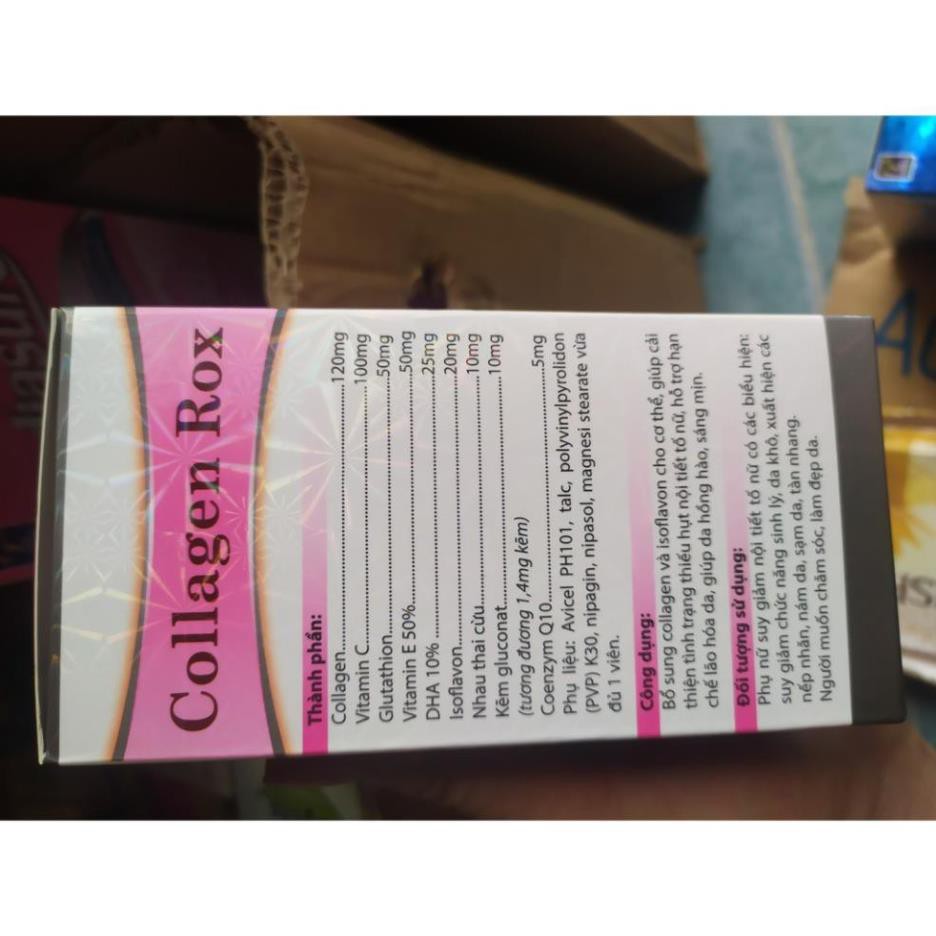 Collagen Rox
Thành phần:
Collagen...............120mg
Vitamin C...............100mg
Glutathion...............50mg
Vitamin E 50%...............50mg
DHA 10%...............25mg
Isoflavon...............20mg
Nhau thai cừu...............10mg
Kẽm gluconat...............10mg
(tương đương 1,4mg kẽm)
Coenzym Q10...............5mg
Phụ liệu: Avicel PH101, talc, polyvinylpyrolidon
(PVP) K30, nipagin, nipasol, magnesi stearate vừa
đủ 1 viên.
Công dụng:
Bổ sung collagen và isoflavon cho cơ thể, giúp cải
thiện tình trạng thiếu hụt nội tiết tố nữ, hỗ trợ hạn
chế lão hóa da, giúp da hồng hào, sáng mịn.
Đối tượng sử dụng:
Phụ nữ suy giảm nội tiết tố nữ có các biểu hiện:
suy giảm chức năng sinh lý, da khô, xuất hiện các
nếp nhăn, nám da, sạm da, tàn nhang.
Người muốn chăm sóc, làm đẹp da.